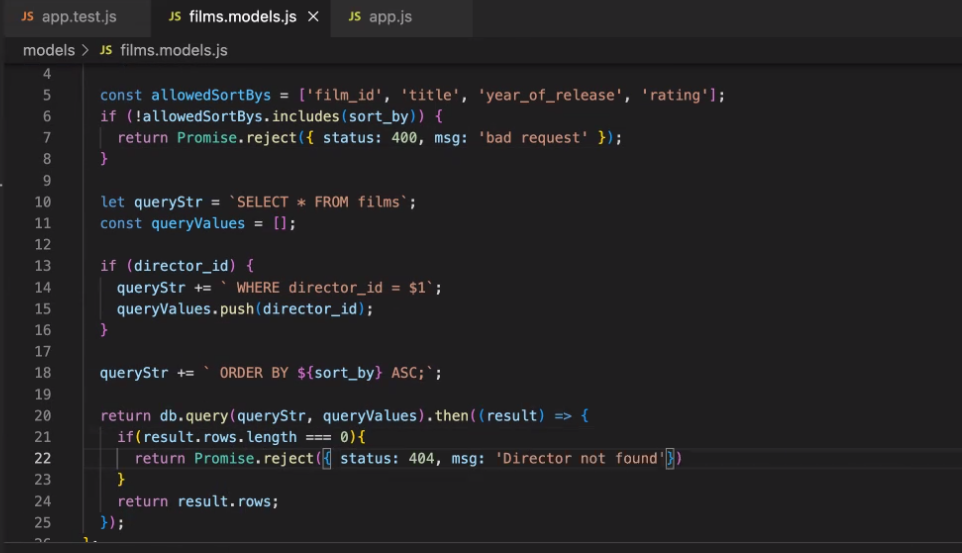 JS app.test.js JS films.models.js × JS app.js
models > JS films.models.js
4
5 const allowedSortBys = ['film_id', 'title', 'year_of_release', 'rating'];
6 if (!allowedSortBys.includes(sort_by)) {
7 return Promise.reject({ status: 400, msg: 'bad request' });
8 }
9
10 let queryStr = `SELECT * FROM films`;
11 const queryValues = [];
12
13 if (director_id) {
14 queryStr += ` WHERE director_id = $1`;
15 queryValues.push(director_id);
16 }
17
18 queryStr += ` ORDER BY ${sort_by} ASC;`;
19
20 return db.query(queryStr, queryValues).then((result) => {
21 if(result.rows.length === 0){
22 return Promise.reject({ status: 404, msg: 'Director not found'})
23 }
24 return result.rows;
25 });
26 };